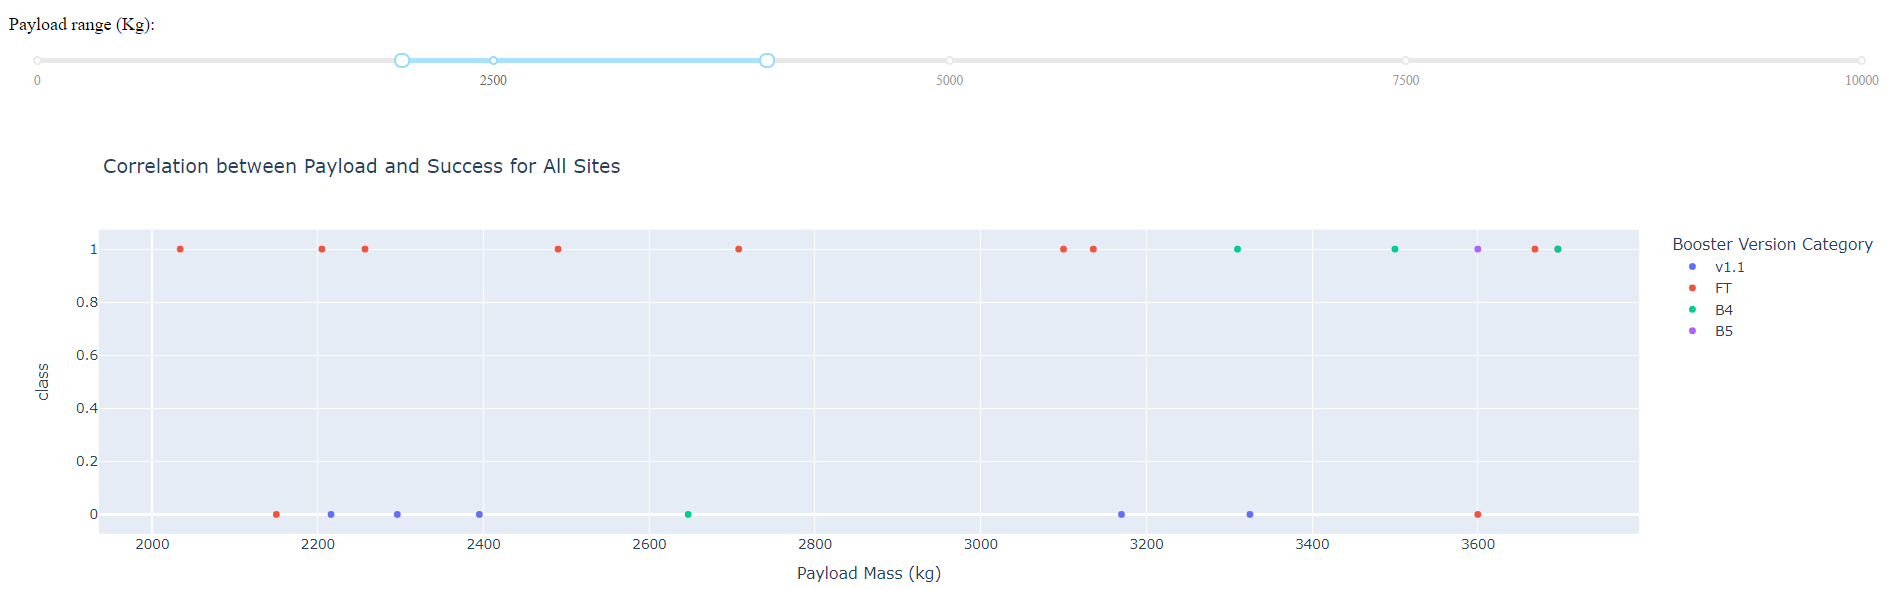 Payload range (Kg):
0 2500 5000 7500 10000
Correlation between Payload and Success for All Sites
Booster Version Category
v1.1
FT
B4
B5
1
0.8
0.6
0.4
0.2
0
class
2000 2200 2400 2600 2800 3000 3200 3400 3600
Payload Mass (kg)